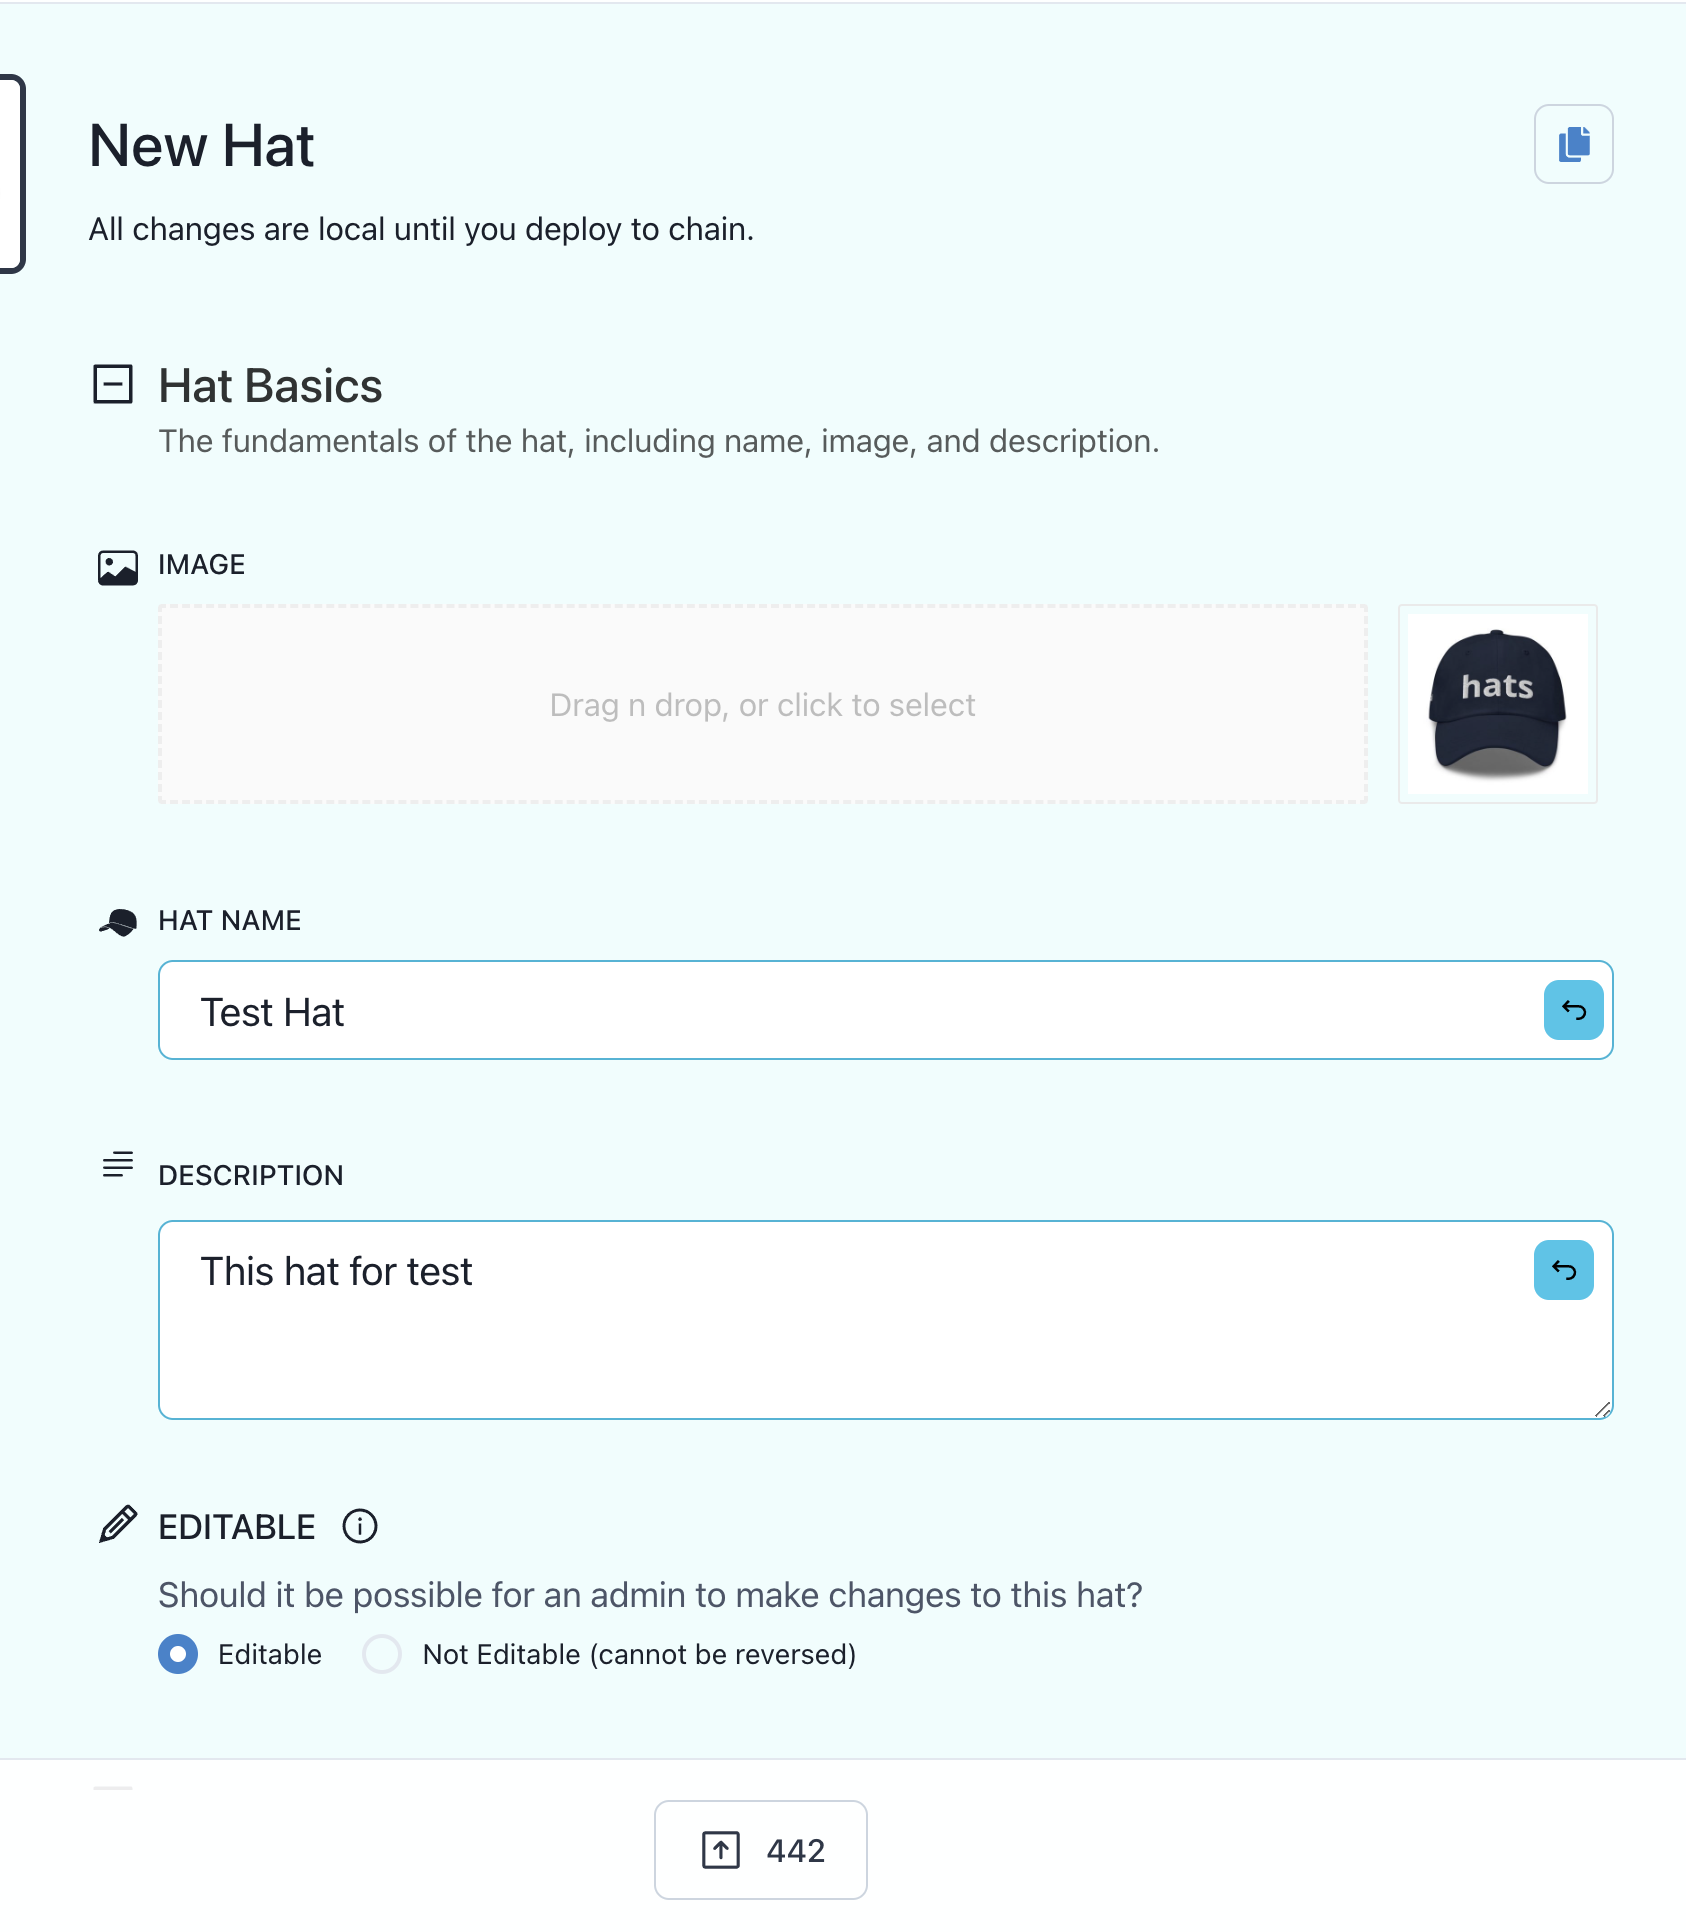 New Hat
All changes are local until you deploy to chain.
Hat Basics
The fundamentals of the hat, including name, image, and description.
IMAGE
Drag n drop, or click to select
hats
HAT NAME
Test Hat
DESCRIPTION
This hat for test
EDITABLE
Should it be possible for an admin to make changes to this hat?
Editable
Not Editable (cannot be reversed)
442